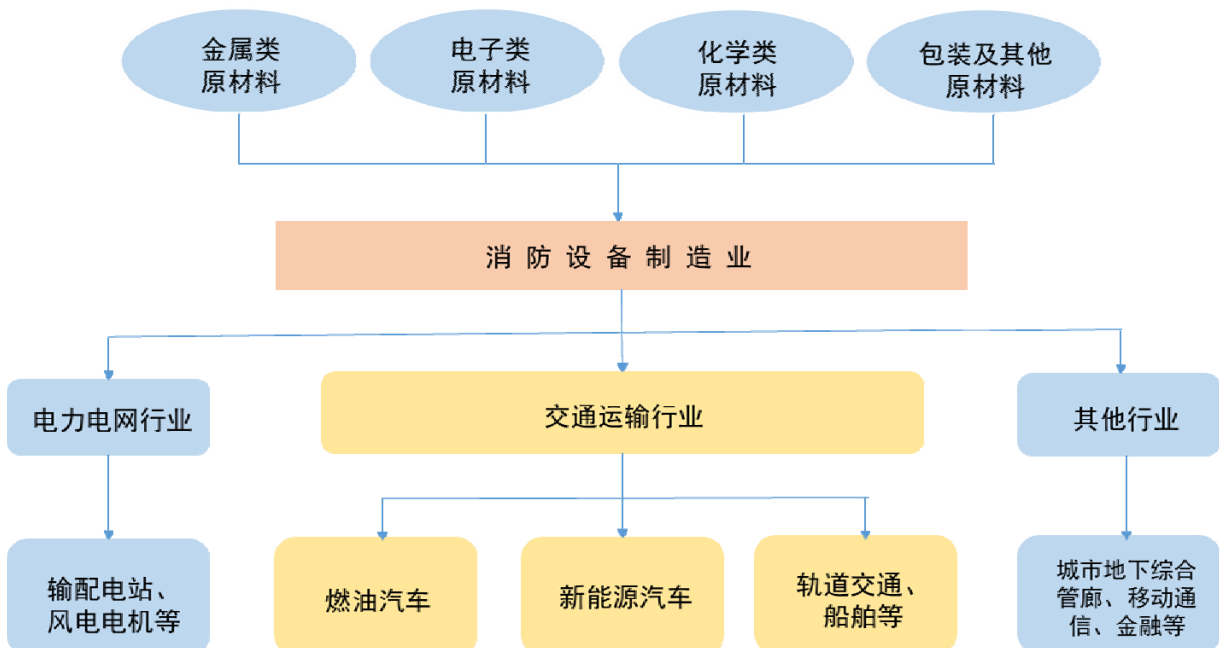 金属类
原材料
电子类
原材料
化学类
原材料
包装及其他
原材料
消防设备制造业
电力电网行业
交通运输行业
其他行业
输配电站、
风电电机等
燃油汽车
新能源汽车
轨道交通、
船舶等
城市地下综合
管廊、移动通
信、金融等